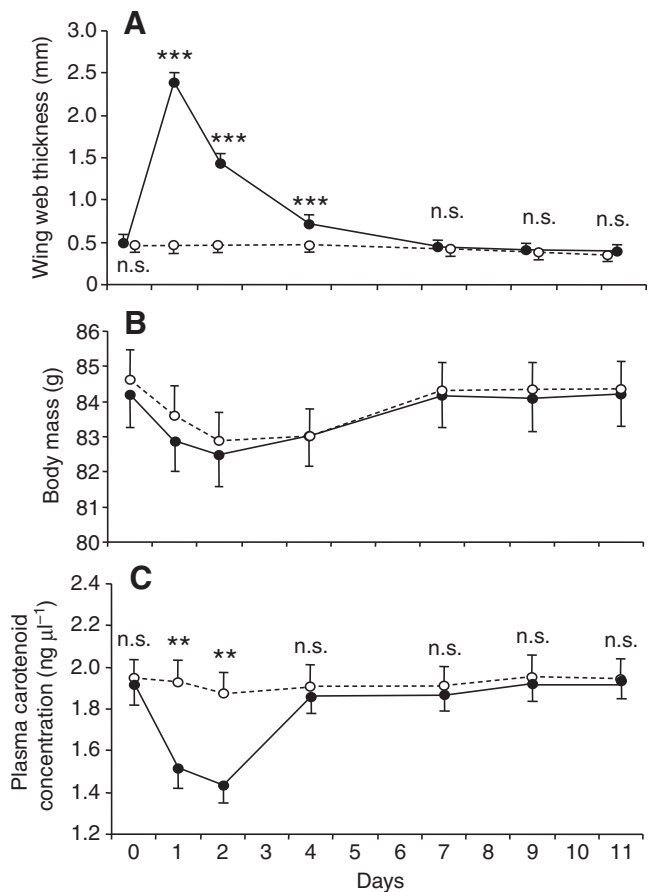 A
3.0
2.5
2.0
1.5
1.0
0.5
0
Wing web thickness (mm)
***
***
***
n.s.
n.s.
n.s.
n.s.
B
86
85
84
83
82
81
80
Body mass (g)
C
2.4
2.2
2.0
1.8
1.6
1.4
1.2
Plasma carotenoid
concentration (ng μl⁻¹)
n.s.
**
**
n.s.
n.s.
n.s.
n.s.
0 1 2 3 4 5 6 7 8 9 10 11
Days